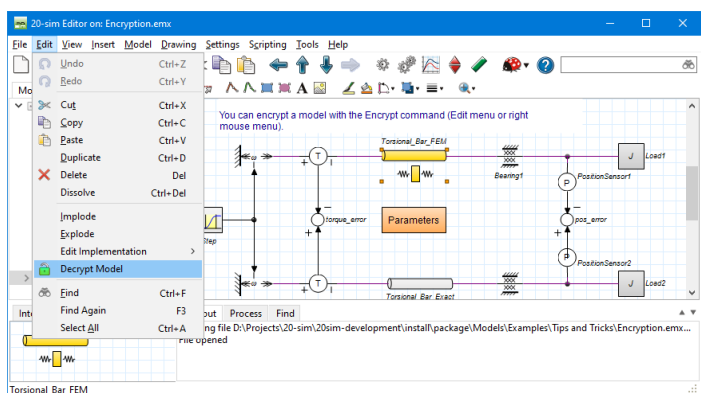 20-sim Editor on: Encryption.emx
File Edit View Insert Model Drawing Settings Scripting Tools Help
Undo Ctrl+Z
Redo Ctrl+Y
Cut Ctrl+X
Copy Ctrl+C
Paste Ctrl+V
Duplicate Ctrl+D
Delete Del
Dissolve Ctrl+Del
Implode
Explode
Edit Implementation
Decrypt Model
Find Ctrl+F
Find Again F3
Select All Ctrl+A
Mo
A
You can encrypt a model with the Encrypt command (Edit menu or right
mouse menu).
Torsional_Bar_FEM
T
Bearing1
J
Load1
P
PositionSensor1
torque_error
Parameters
pos_error
Step
P
PositionSensor2
T
J
Load2
Torsional_Bar_Exact
Int
out Process Find
ng file D:\Projects\20-sim\20sim-development\install\package\Models\Examples\Tips and Tricks\Encryption.emx...
File opened
Torsional_Bar_FEM